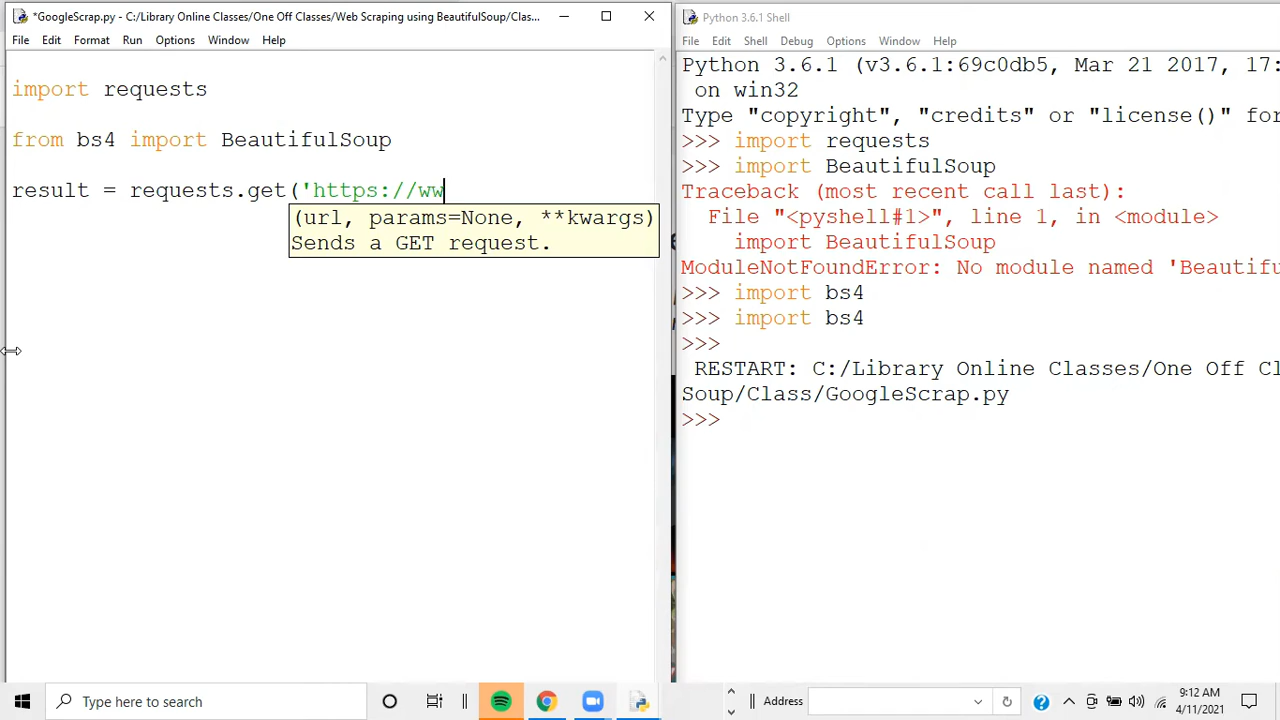 *GoogleScrap.py - C:/Library Online Classes/One Off Classes/Web Scraping using BeautifulSoup/Clas...
File Edit Format Run Options Window Help
import requests
from bs4 import BeautifulSoup
result = requests.get('https://ww
(url, params=None, **kwargs)
Sends a GET request.
Python 3.6.1 Shell
File Edit Shell Debug Options Window Help
Python 3.6.1 (v3.6.1:69c0db5, Mar 21 2017, 17:
on win32
Type "copyright", "credits" or "license()" for
>>> import requests
>>> import BeautifulSoup
Traceback (most recent call last):
File "<pyshell#1>", line 1, in <module>
import BeautifulSoup
ModuleNotFoundError: No module named 'Beautifu
>>> import bs4
>>> import bs4
>>>
RESTART: C:/Library Online Classes/One Off Cl
Soup/Class/GoogleScrap.py
>>>
Type here to search
Address
9:12 AM
4/11/2021